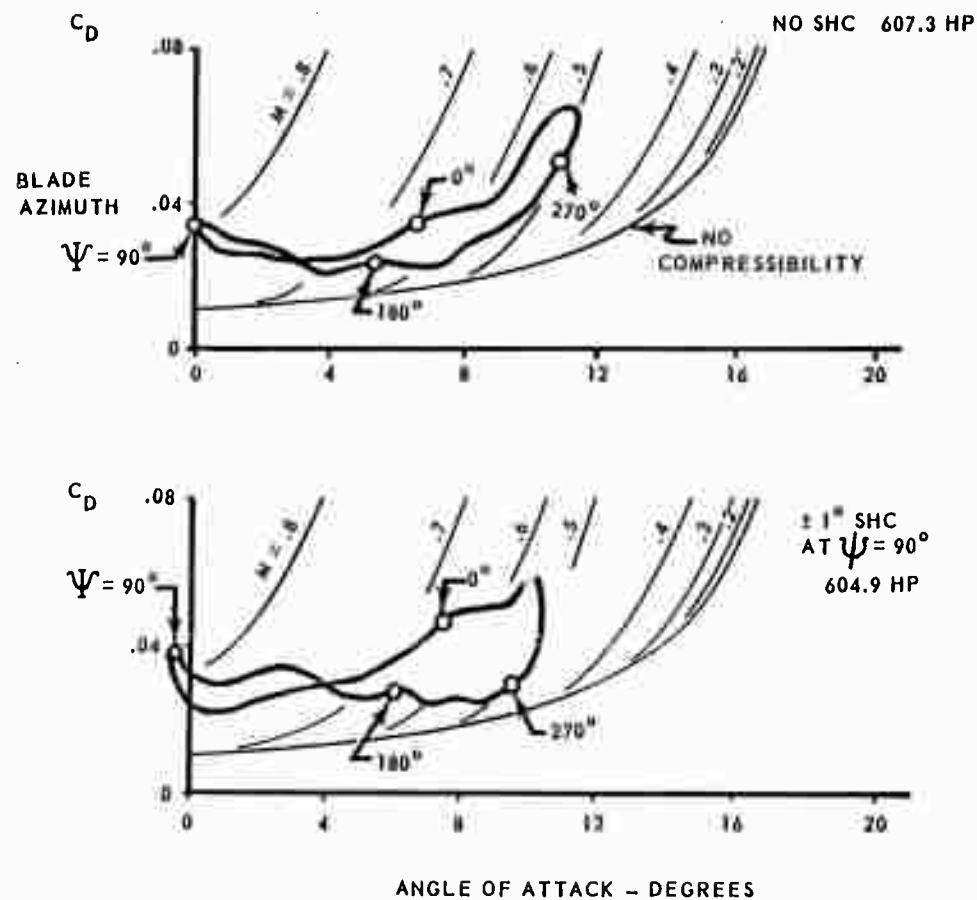 C_D
NO SHC 607.3 HP
.08
M = .8
.7
.6
.5
.4
.3
.2
BLADE
AZIMUTH
.04
0°
270°
Ψ = 90°
NO
COMPRESSIBILITY
180°
0
0 4 8 12 16 20
C_D
.08
M = .8
.7
.6
.5
.4
.3
.2
± 1° SHC
AT Ψ = 90°
604.9 HP
Ψ = 90°
0°
.04
270°
180°
0
0 4 8 12 16 20
ANGLE OF ATTACK – DEGREES